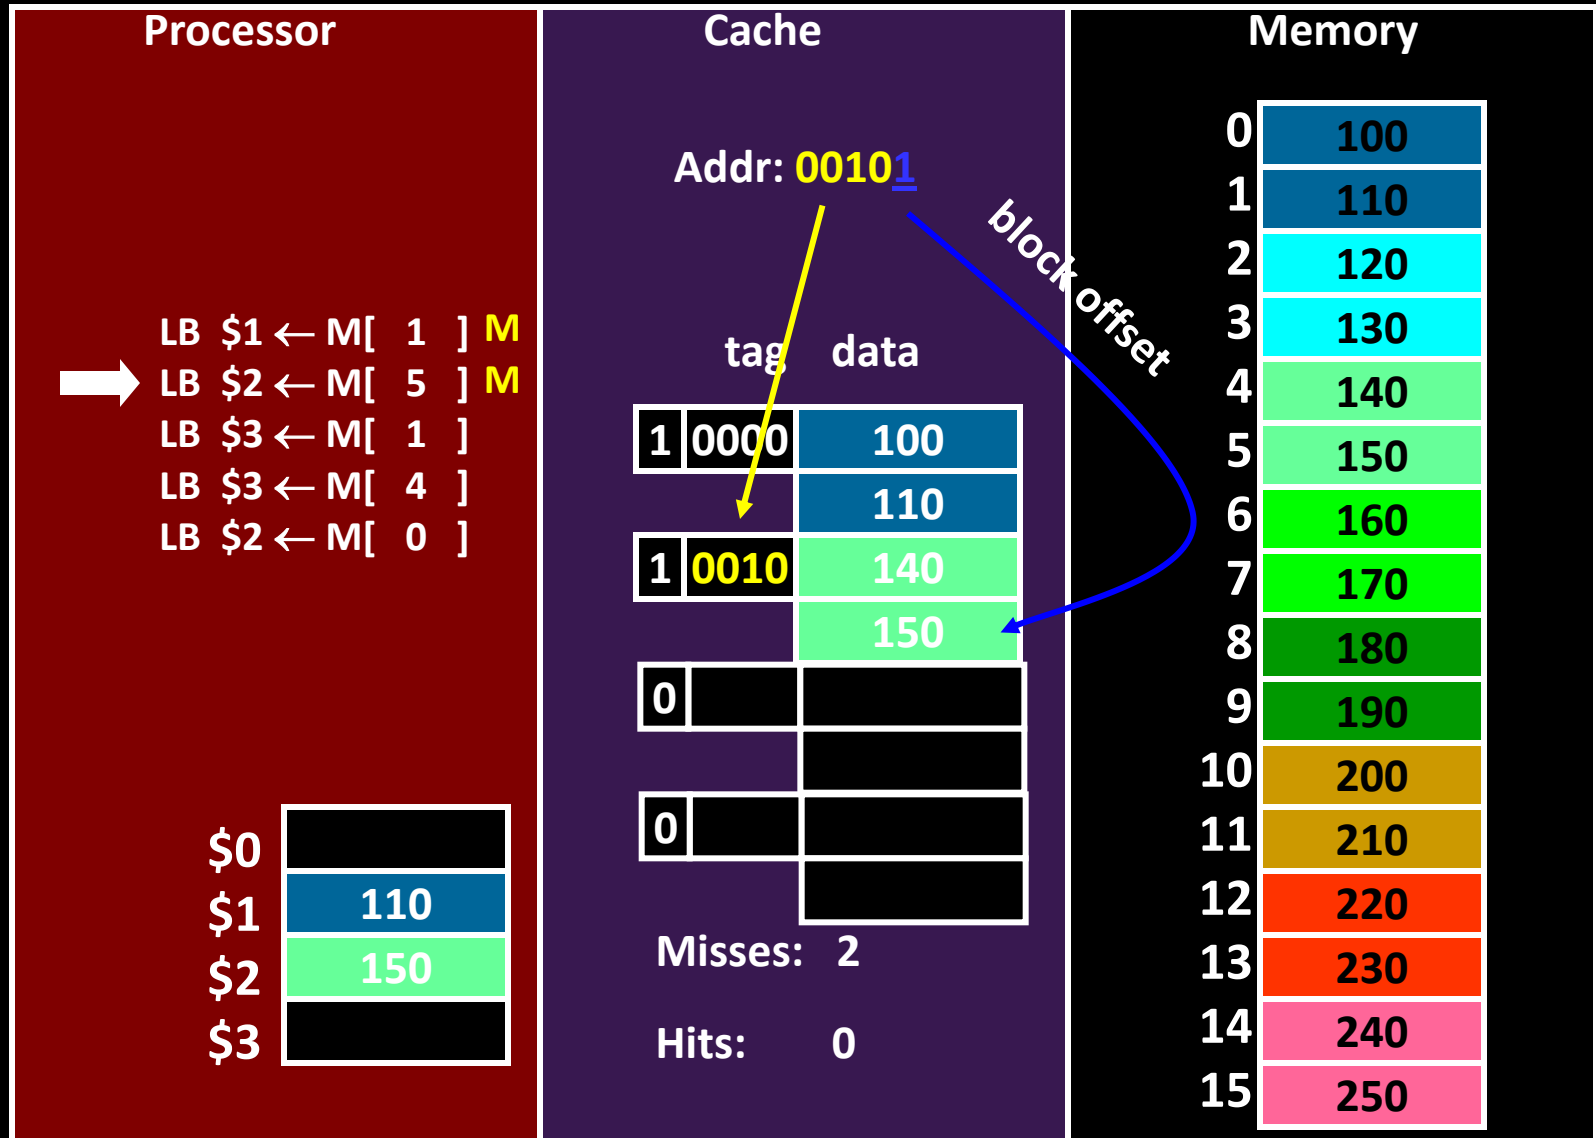 Processor
LB $1 ← M[ 1 ] M
LB $2 ← M[ 5 ] M
LB $3 ← M[ 1 ]
LB $3 ← M[ 4 ]
LB $2 ← M[ 0 ]
$0
$1 110
$2 150
$3
Cache
Addr: 00101
block offset
tag data
1 0000 100
110
1 0010 140
150
0
0
Misses: 2
Hits: 0
Memory
0 100
1 110
2 120
3 130
4 140
5 150
6 160
7 170
8 180
9 190
10 200
11 210
12 220
13 230
14 240
15 250